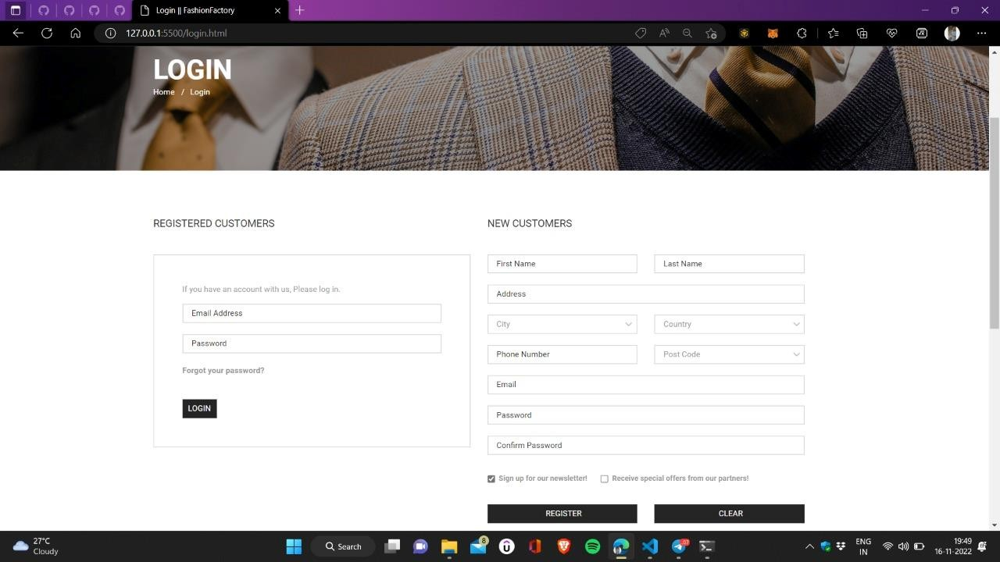 Login || FashionFactory
127.0.0.1:5500/login.html
LOGIN
Home / Login
REGISTERED CUSTOMERS
If you have an account with us, Please log in.
Email Address
Password
Forgot your password?
LOGIN
NEW CUSTOMERS
First Name Last Name
Address
City Country
Phone Number Post Code
Email
Password
Confirm Password
Sign up for our newsletter! Receive special offers from our partners!
REGISTER CLEAR
27°C
Cloudy
Search
8
ENG
IN
19:49
16-11-2022